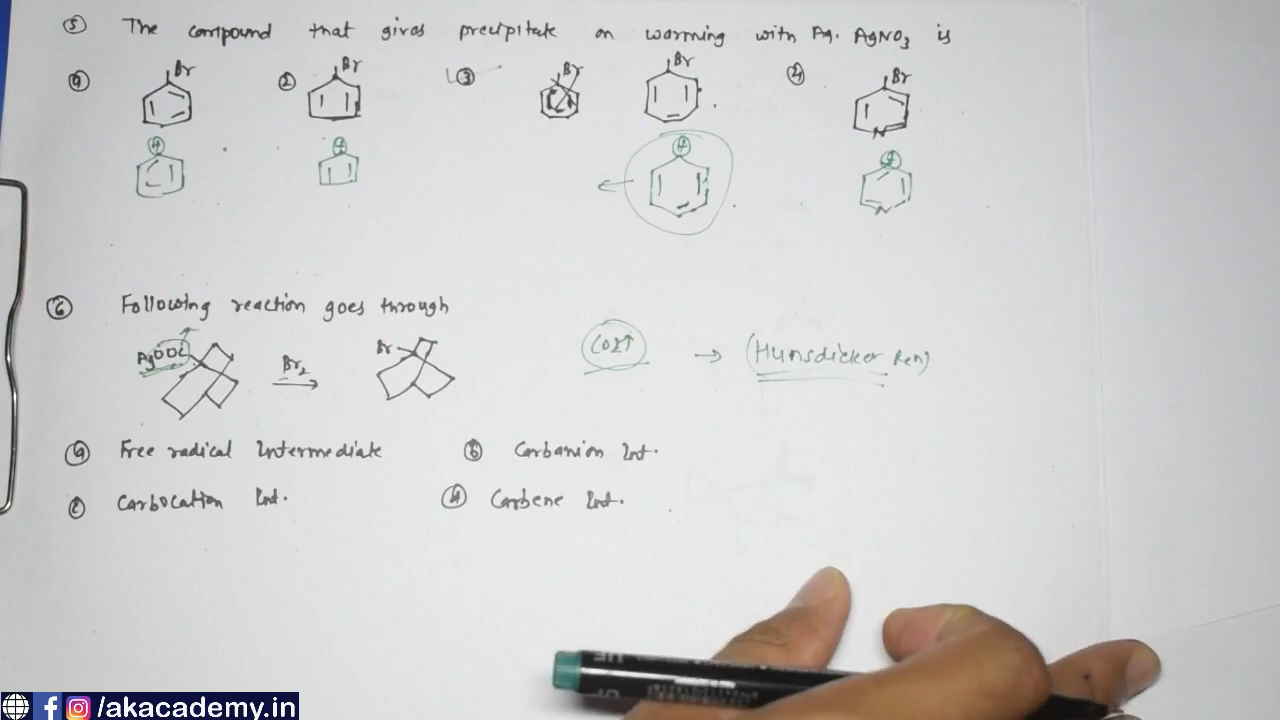 ⑤ The compound that gives precipitate on warming with Aq. AgNO3 is
① Br ② Br ③ Br Br ④ Br
N
⊕ ⊕ ⊕ ⊕
N
⑥ Following reaction goes through
AgOOC Br2 Br CO2↑ → (Hunsdicker Rxn)
ⓐ Free radical Intermediate ⓑ Carbanion Int.
ⓒ Carbocation Int. ⓓ Carbene Int.
/akacademy.in